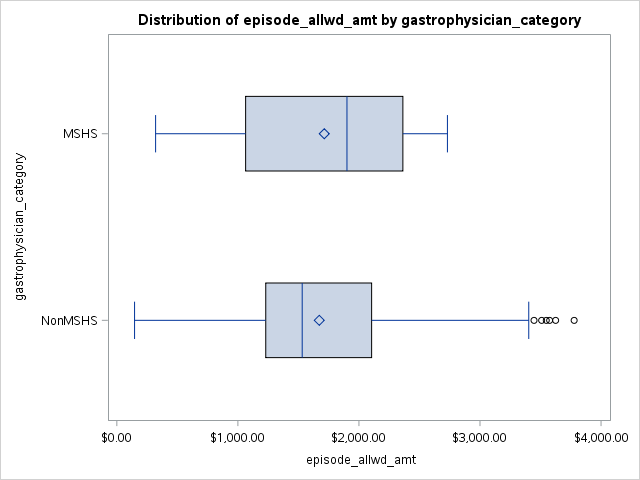 Distribution of episode_allwd_amt by gastrophysician_category
gastrophysician_category
MSHS
NonMSHS
$0.00 $1,000.00 $2,000.00 $3,000.00 $4,000.00
episode_allwd_amt